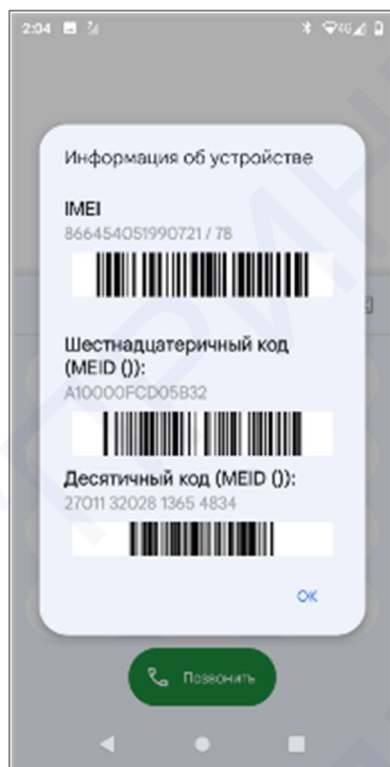 2:04
4G
Информация об устройстве
IMEI
866454051990721 / 78
Шестнадцатеричный код
(MEID ()):
A10000FCD05B32
Десятичный код (MEID ()):
27011 32028 1365 4834
OK
Позвонить